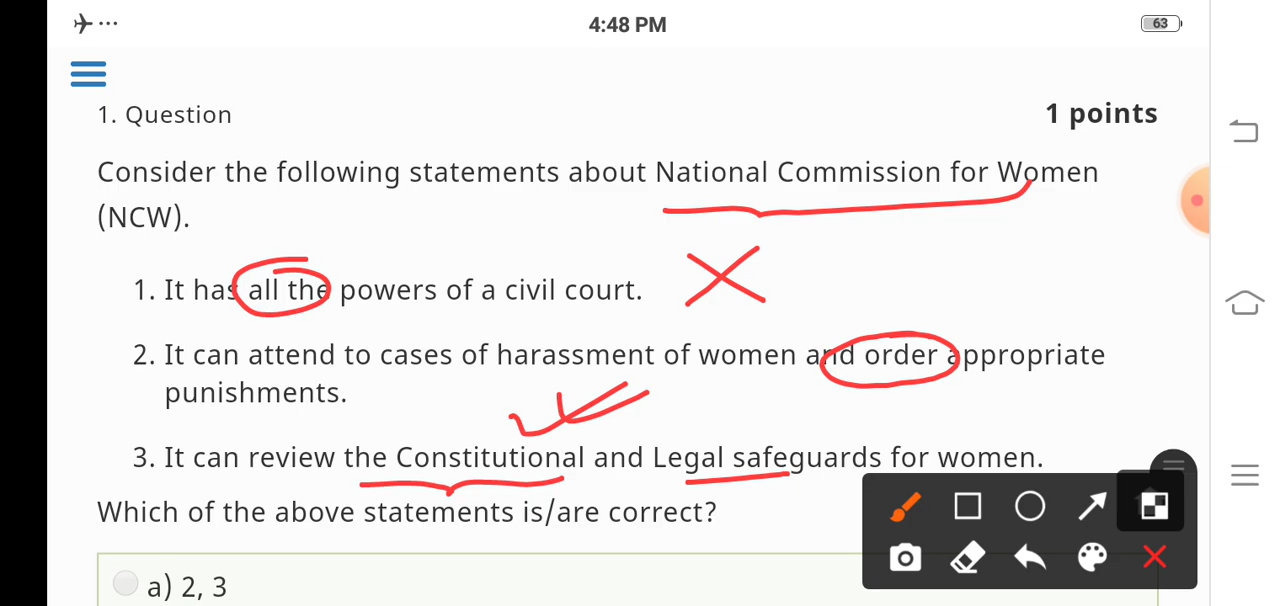 4:48 PM
63
1. Question
1 points
Consider the following statements about National Commission for Women
(NCW).
1. It has all the powers of a civil court.
2. It can attend to cases of harassment of women and order appropriate
punishments.
3. It can review the Constitutional and Legal safeguards for women.
Which of the above statements is/are correct?
a) 2, 3